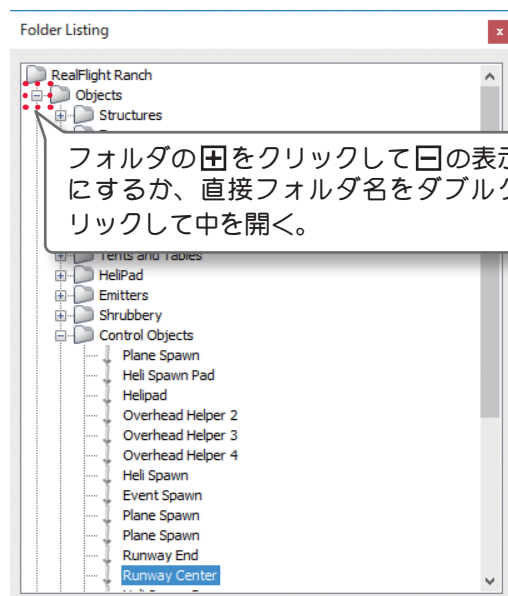 Folder Listing
x
RealFlight Ranch
Objects
Structures
フォルダの⊞をクリックして⊟の表示
にするか、直接フォルダ名をダブルク
リックして中を開く。
Tents and Tables
HeliPad
Emitters
Shrubbery
Control Objects
Plane Spawn
Heli Spawn Pad
Helipad
Overhead Helper 2
Overhead Helper 3
Overhead Helper 4
Heli Spawn
Event Spawn
Plane Spawn
Plane Spawn
Runway End
Runway Center